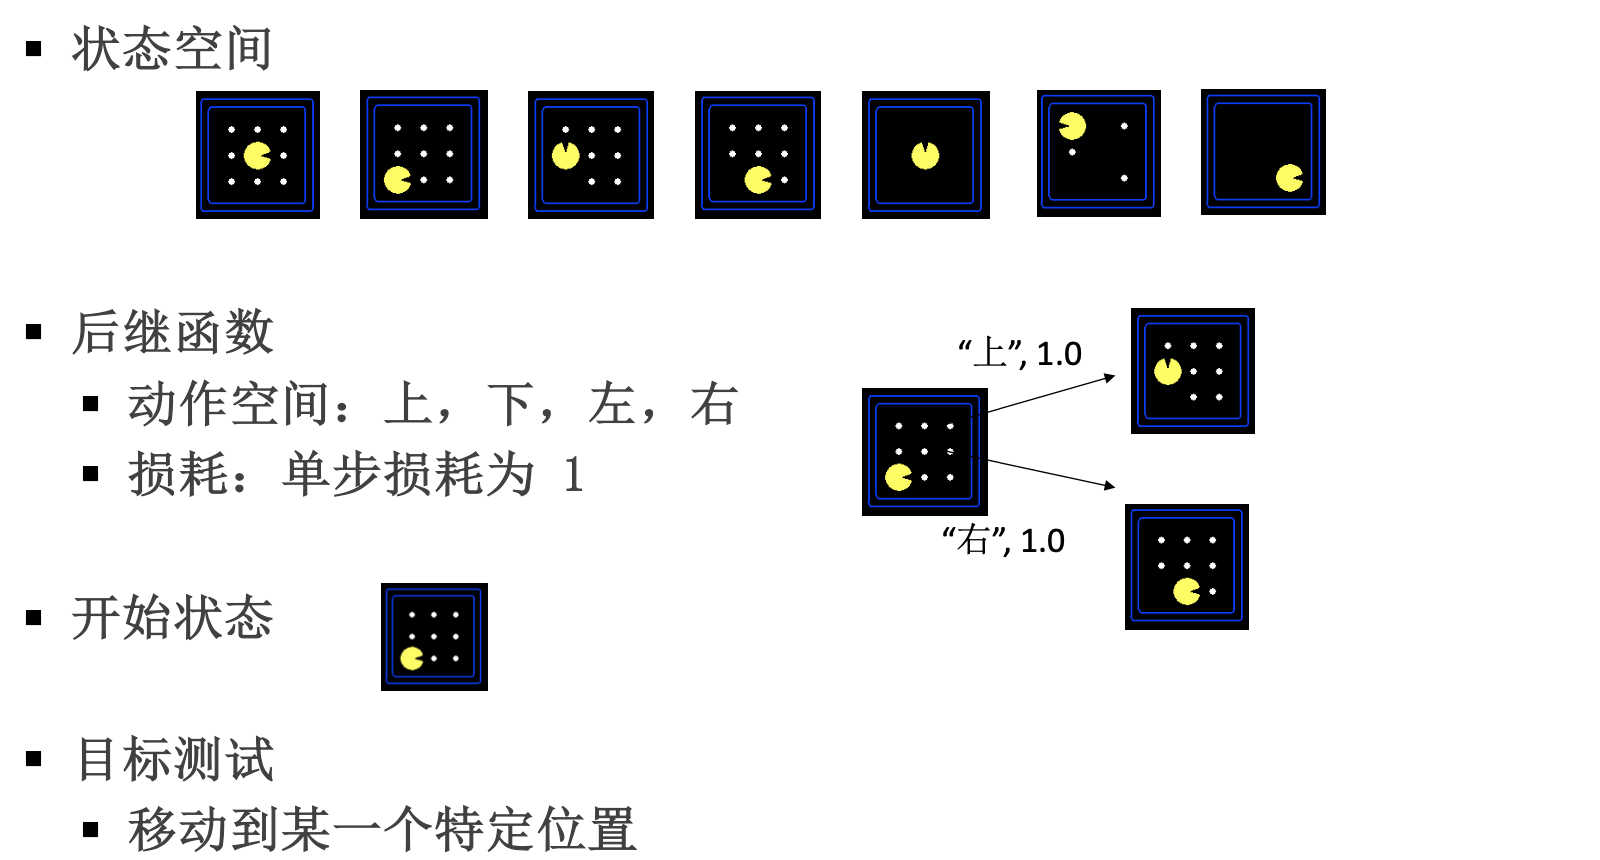 状态空间
后继函数
动作空间：上，下，左，右
损耗：单步损耗为 1
“上”, 1.0
“右”, 1.0
开始状态
目标测试
移动到某一个特定位置